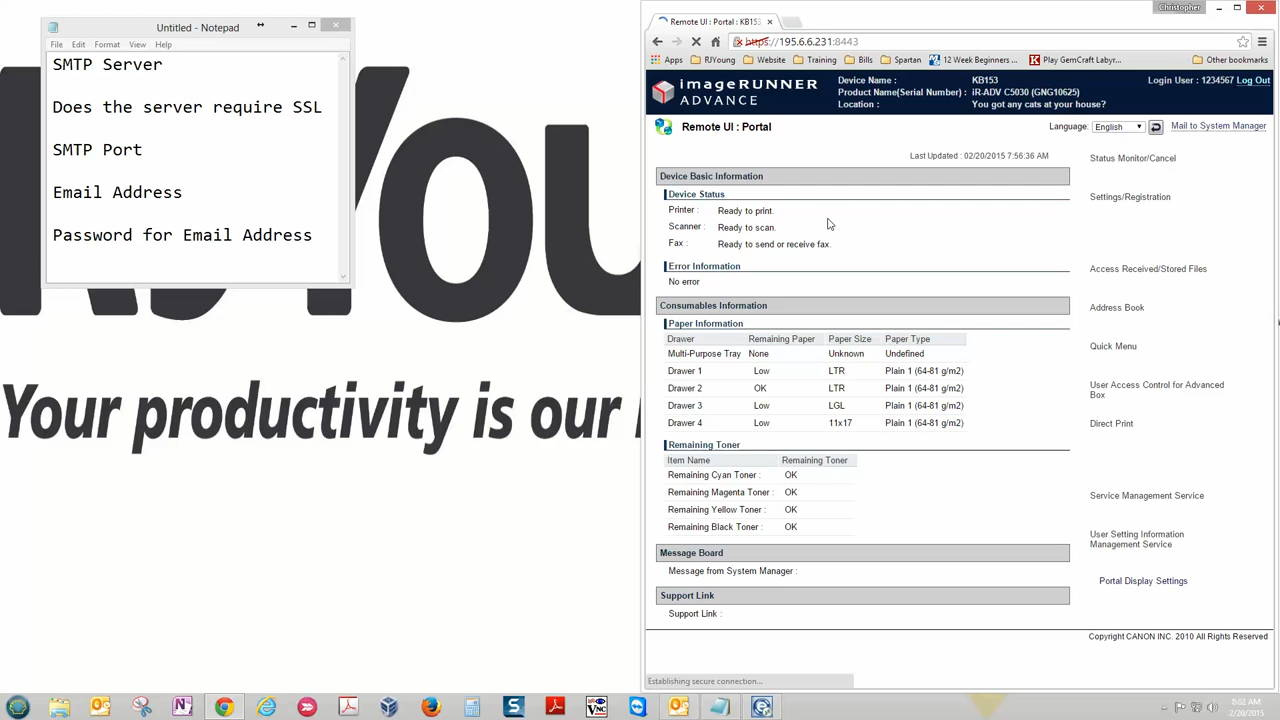 Untitled - Notepad
File Edit Format View Help
SMTP Server
Does the server require SSL
SMTP Port
Email Address
Password for Email Address
Your productivity is our
Christopher
Remote UI : Portal : KB153
https://195.6.6.231:8443
Apps RJYoung Website Training Bills Spartan 12 Week Beginners ... Play GemCraft Labyr... Other bookmarks
imageRUNNER
ADVANCE
Device Name : KB153
Product Name(Serial Number) : iR-ADV C5030 (GNG10625)
Location : You got any cats at your house?
Login User : 1234567 Log Out
Remote UI : Portal
Language: English Mail to System Manager
Last Updated : 02/20/2015 7:56:36 AM
Device Basic Information
Device Status
Printer : Ready to print.
Scanner : Ready to scan.
Fax : Ready to send or receive fax.
Error Information
No error
Consumables Information
Paper Information
Drawer Remaining Paper Paper Size Paper Type
Multi-Purpose Tray None Unknown Undefined
Drawer 1 Low LTR Plain 1 (64-81 g/m2)
Drawer 2 OK LTR Plain 1 (64-81 g/m2)
Drawer 3 Low LGL Plain 1 (64-81 g/m2)
Drawer 4 Low 11x17 Plain 1 (64-81 g/m2)
Remaining Toner
Item Name Remaining Toner
Remaining Cyan Toner : OK
Remaining Magenta Toner : OK
Remaining Yellow Toner : OK
Remaining Black Toner : OK
Message Board
Message from System Manager :
Support Link
Support Link :
Status Monitor/Cancel
Settings/Registration
Access Received/Stored Files
Address Book
Quick Menu
User Access Control for Advanced
Box
Direct Print
Service Management Service
User Setting Information
Management Service
Portal Display Settings
Copyright CANON INC. 2010 All Rights Reserved
Establishing secure connection...
8:02 AM
2/20/2015